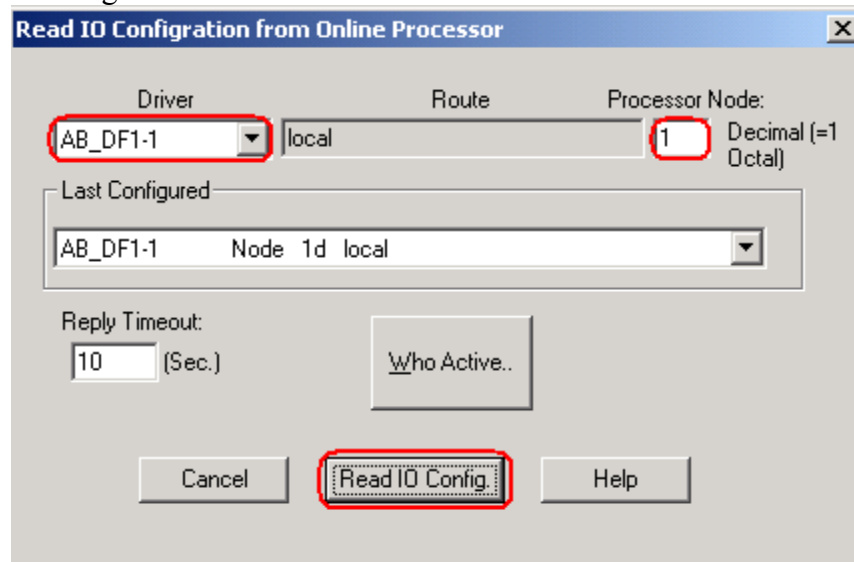 Read IO Configration from Online Processor
Driver Route Processor Node:
AB_DF1-1 local 1 Decimal (=1
Octal)
Last Configured
AB_DF1-1 Node 1d local
Reply Timeout:
10 (Sec.) Who Active..
Cancel Read IO Config. Help